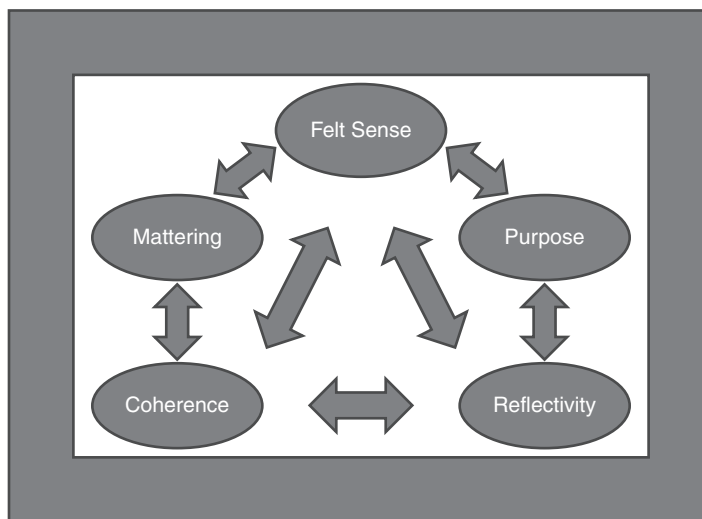 Felt Sense
Mattering
Purpose
Coherence
Reflectivity